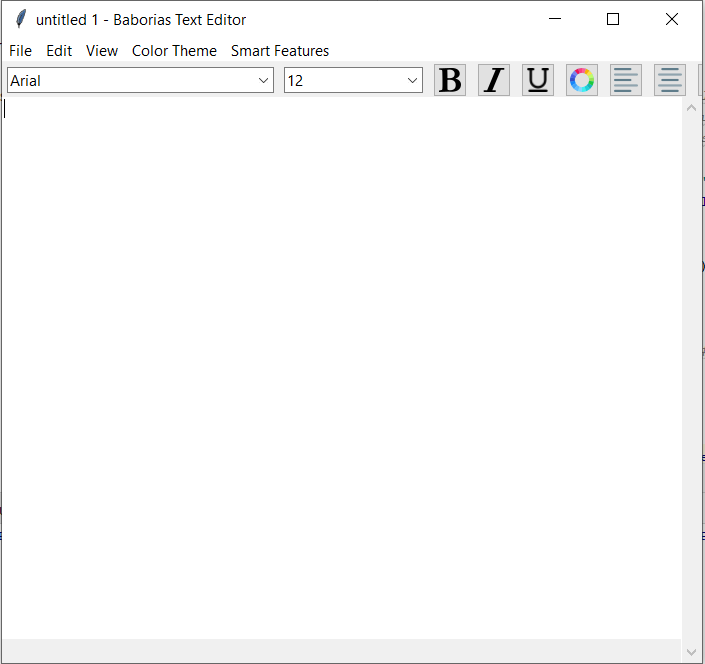 untitled 1 - Baborias Text Editor
File Edit View Color Theme Smart Features
Arial 12 B I U